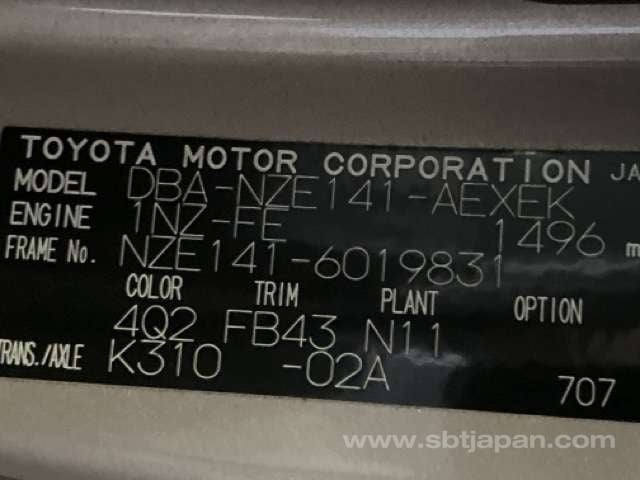 TOYOTA MOTOR CORPORATION JA
MODEL DBA-NZE141-AEXEK
ENGINE 1NZ-FE 1496 m
FRAME No. NZE141-6019831
COLOR TRIM PLANT OPTION
4Q2 FB43 N11
TRANS./AXLE K310 -02A 707
www.sbtjapan.com